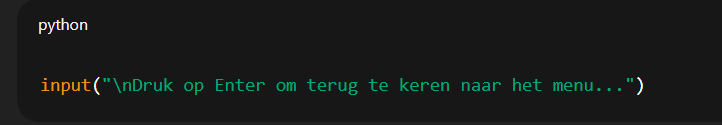 python
input("\nDruk op Enter om terug te keren naar het menu...")